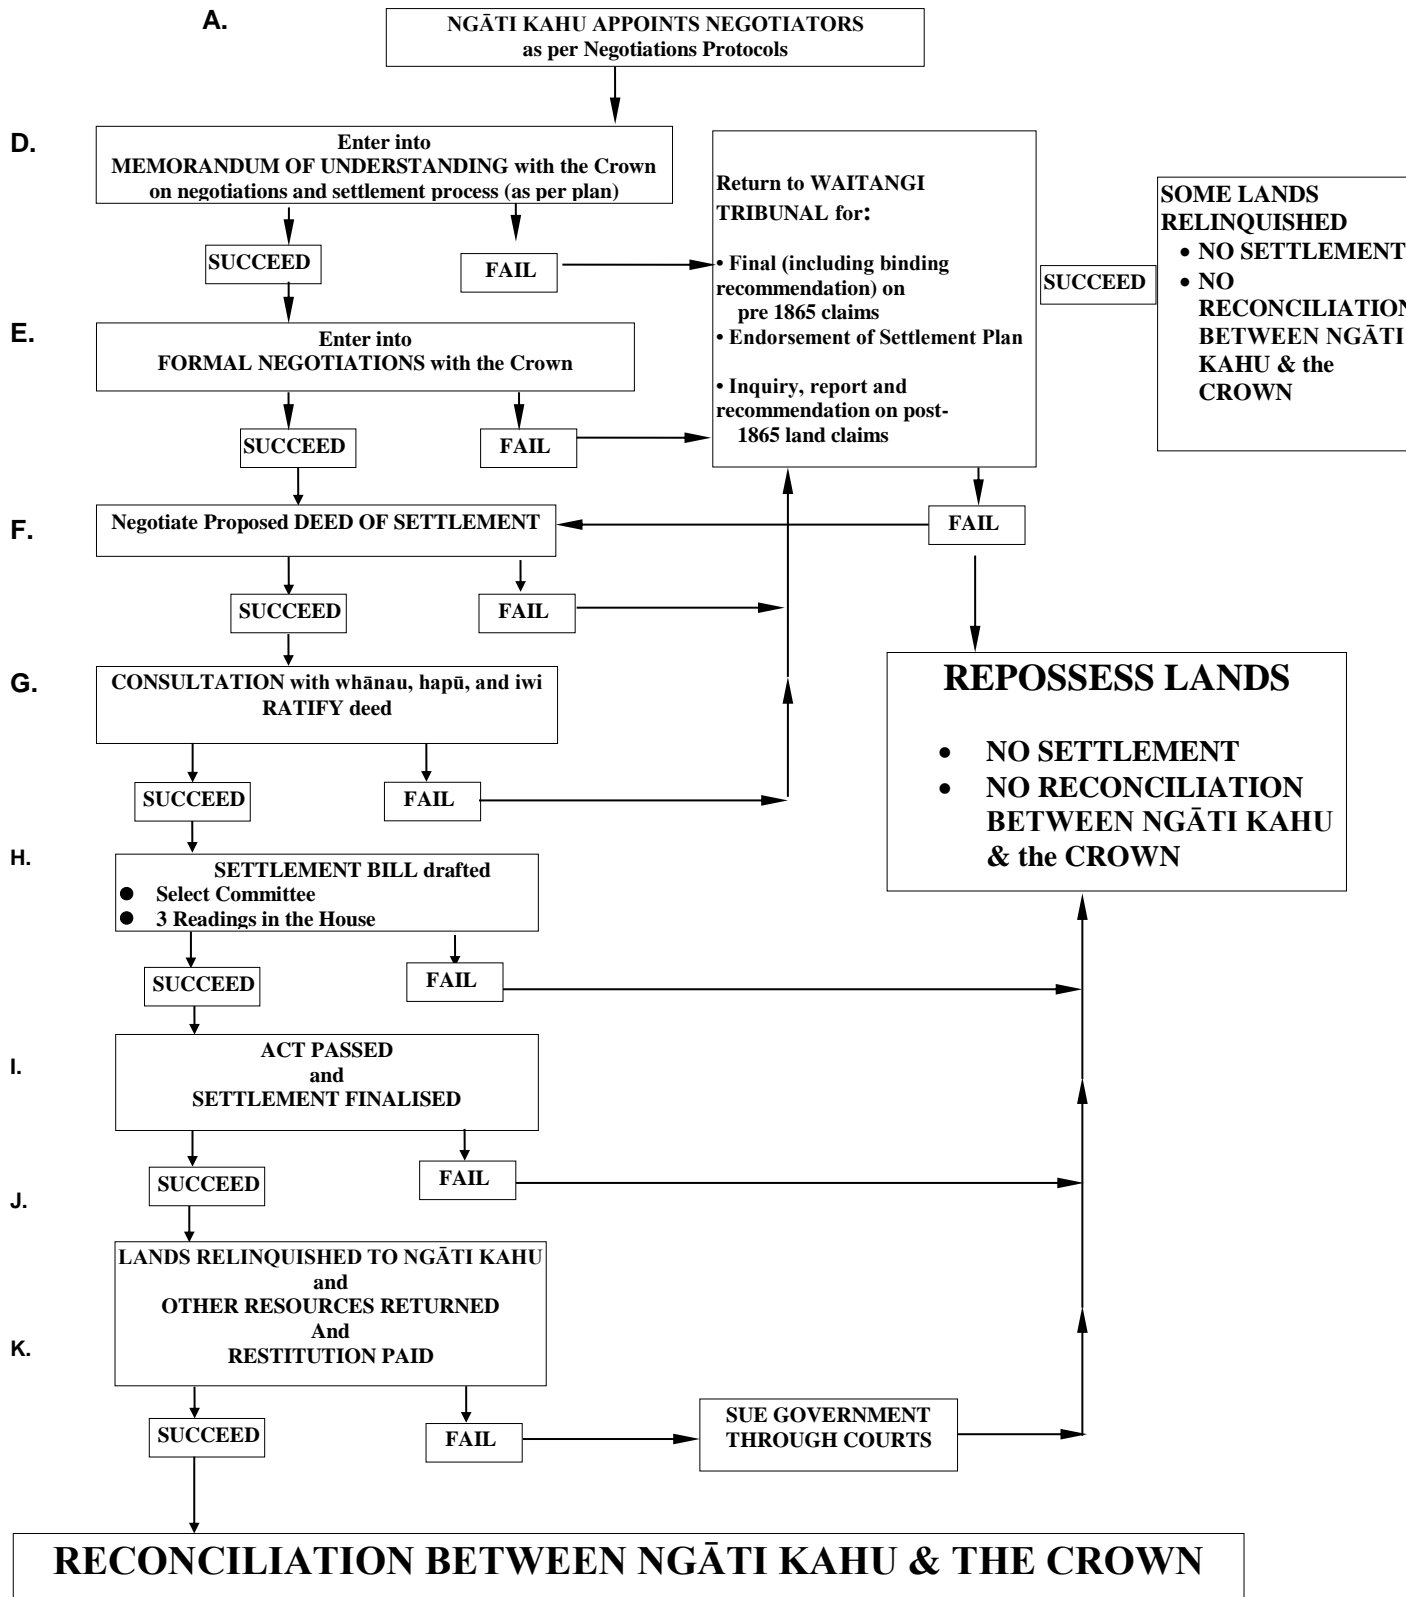 A.
NGĀTI KAHU APPOINTS NEGOTIATORS
as per Negotiations Protocols
D.
Enter into
MEMORANDUM OF UNDERSTANDING with the Crown
on negotiations and settlement process (as per plan)
SUCCEED
FAIL
Return to WAITANGI
TRIBUNAL for:
• Final (including binding
recommendation) on
pre 1865 claims
• Endorsement of Settlement Plan
• Inquiry, report and
recommendation on post-
1865 land claims
SUCCEED
SOME LANDS
RELINQUISHED
• NO SETTLEMENT
• NO
RECONCILIATION
BETWEEN NGĀTI
KAHU & the
CROWN
E.
Enter into
FORMAL NEGOTIATIONS with the Crown
SUCCEED
FAIL
F.
Negotiate Proposed DEED OF SETTLEMENT
FAIL
SUCCEED
FAIL
G.
CONSULTATION with whānau, hapū, and iwi
RATIFY deed
REPOSSESS LANDS
• NO SETTLEMENT
• NO RECONCILIATION
BETWEEN NGĀTI KAHU
& the CROWN
SUCCEED
FAIL
H.
SETTLEMENT BILL drafted
● Select Committee
● 3 Readings in the House
SUCCEED
FAIL
I.
ACT PASSED
and
SETTLEMENT FINALISED
SUCCEED
FAIL
J.
LANDS RELINQUISHED TO NGĀTI KAHU
and
OTHER RESOURCES RETURNED
And
RESTITUTION PAID
K.
SUCCEED
FAIL
SUE GOVERNMENT
THROUGH COURTS
RECONCILIATION BETWEEN NGĀTI KAHU & THE CROWN